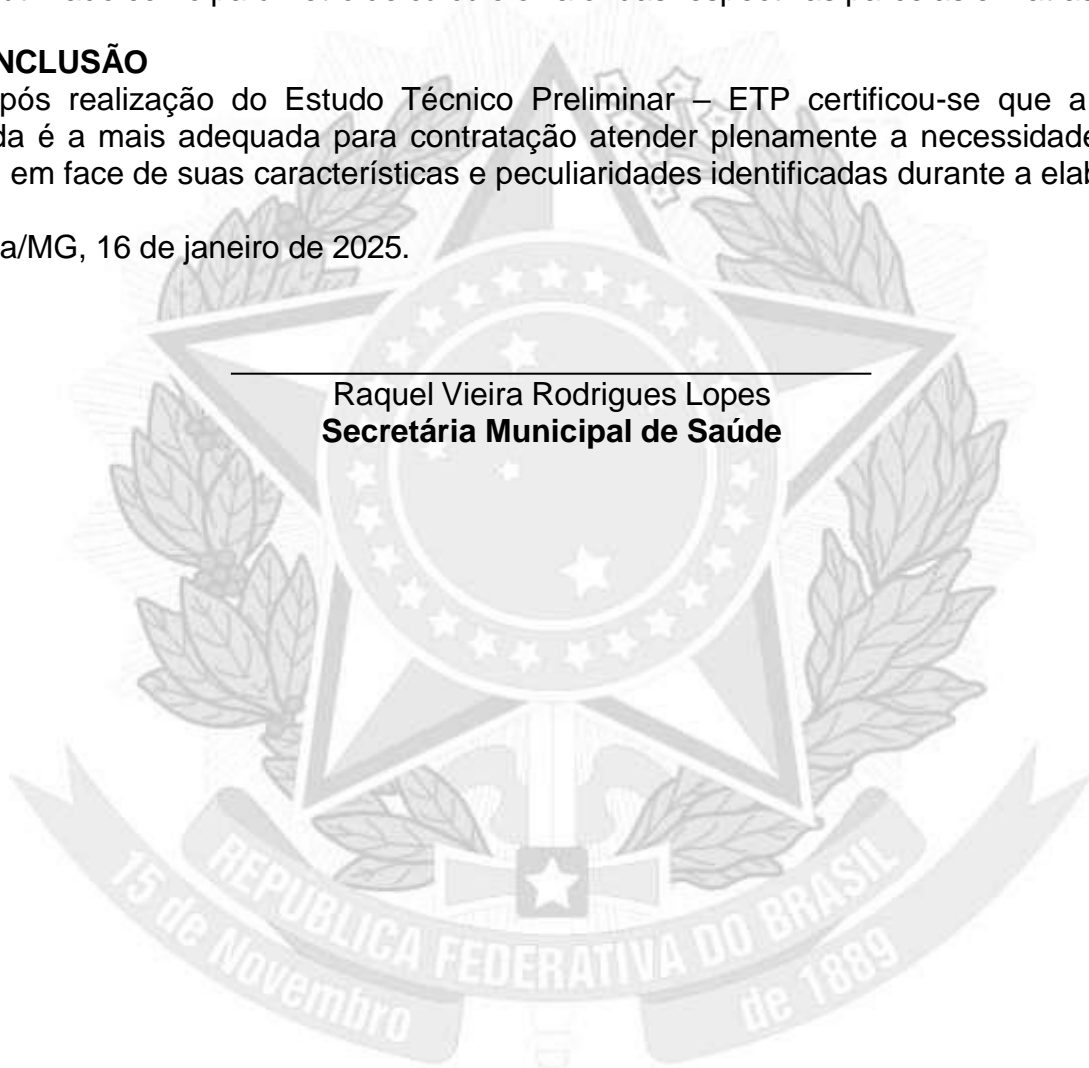 NCLUSÃO
pós realização do Estudo Técnico Preliminar – ETP certificou-se que a
da é a mais adequada para contratação atender plenamente a necessidade
em face de suas características e peculiaridades identificadas durante a elab
a/MG, 16 de janeiro de 2025.
Raquel Vieira Rodrigues Lopes
Secretária Municipal de Saúde
REPUBLICA FEDERATIVA DO BRASIL
15 de Novembro
de 1889